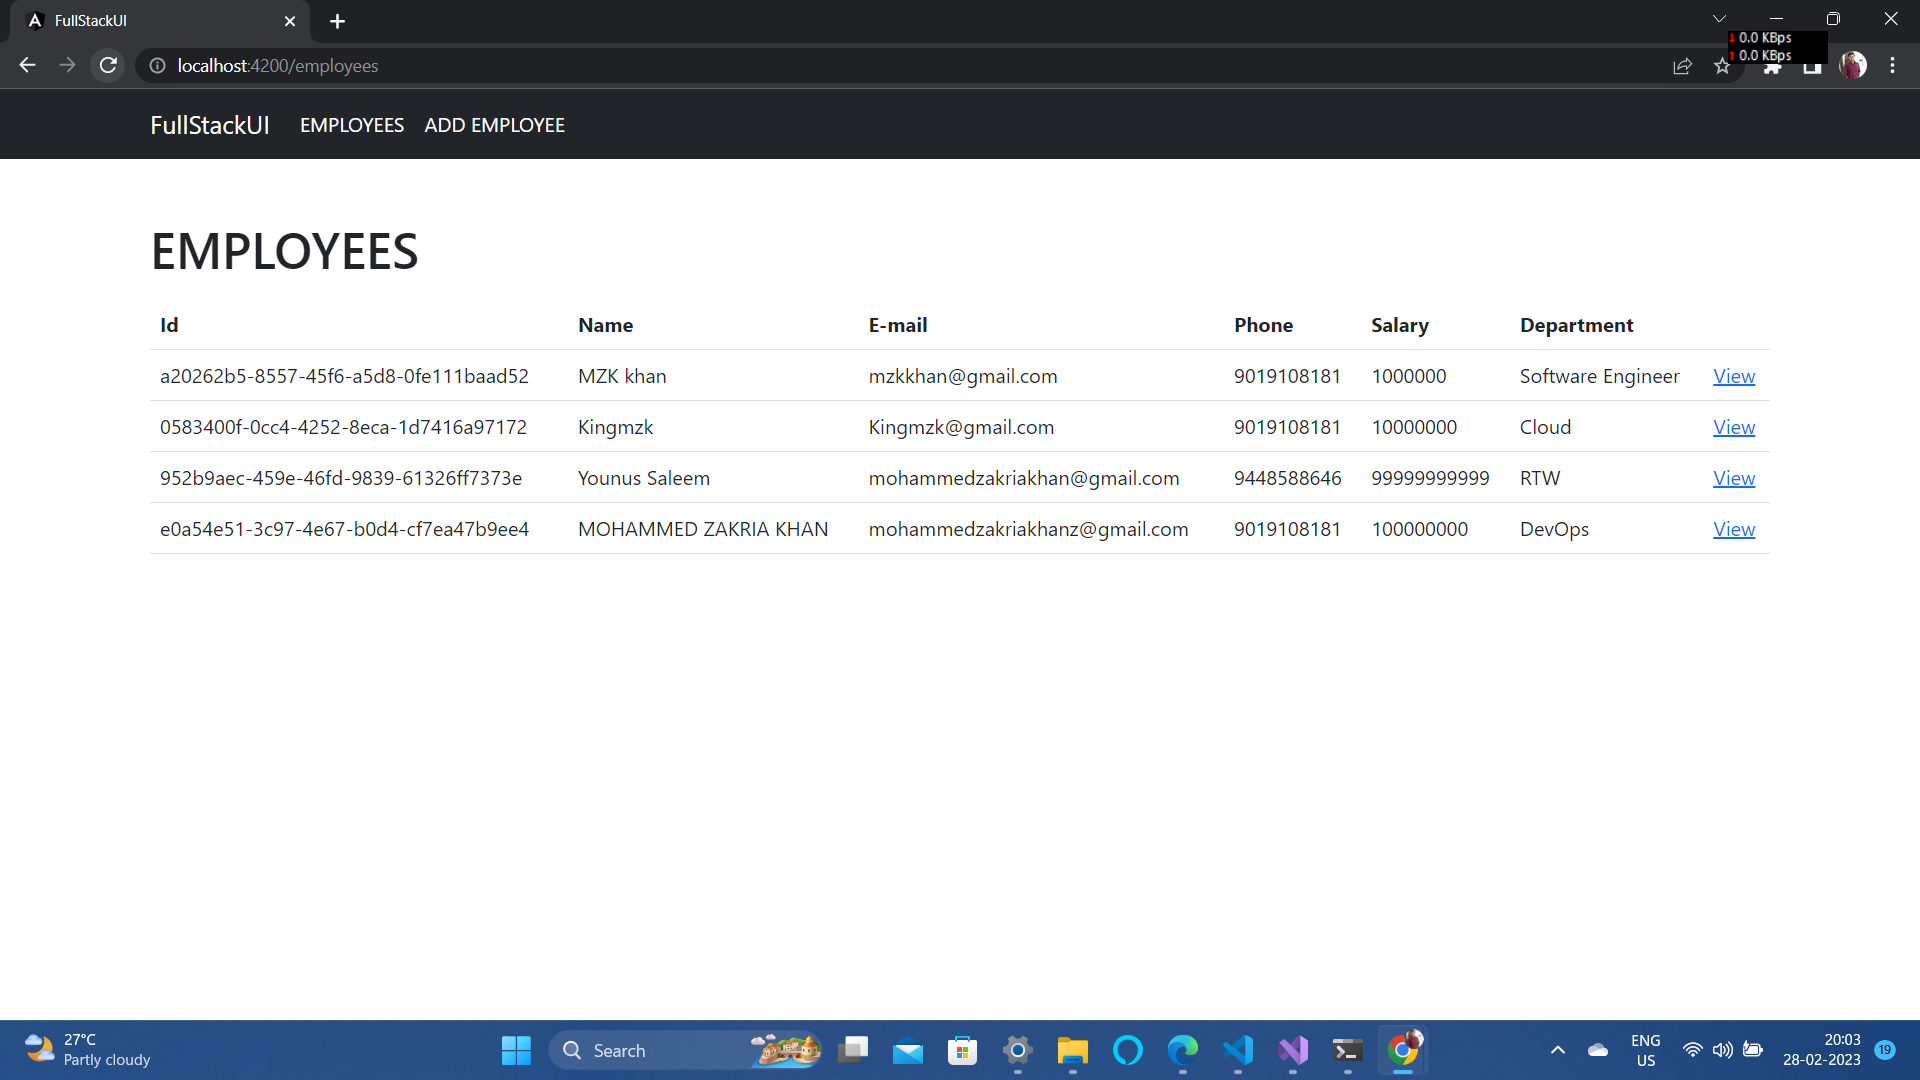 FullStackUI
0.0 KBps
0.0 KBps
localhost:4200/employees
FullStackUI EMPLOYEES ADD EMPLOYEE
EMPLOYEES
Id Name E-mail Phone Salary Department
a20262b5-8557-45f6-a5d8-0fe111baad52 MZK khan mzkkhan@gmail.com 9019108181 1000000 Software Engineer View
0583400f-0cc4-4252-8eca-1d7416a97172 Kingmzk Kingmzk@gmail.com 9019108181 10000000 Cloud View
952b9aec-459e-46fd-9839-61326ff7373e Younus Saleem mohammedzakriakhan@gmail.com 9448588646 99999999999 RTW View
e0a54e51-3c97-4e67-b0d4-cf7ea47b9ee4 MOHAMMED ZAKRIA KHAN mohammedzakriakhanz@gmail.com 9019108181 100000000 DevOps View
27°C
Partly cloudy
Search
ENG
US
20:03
28-02-2023
19